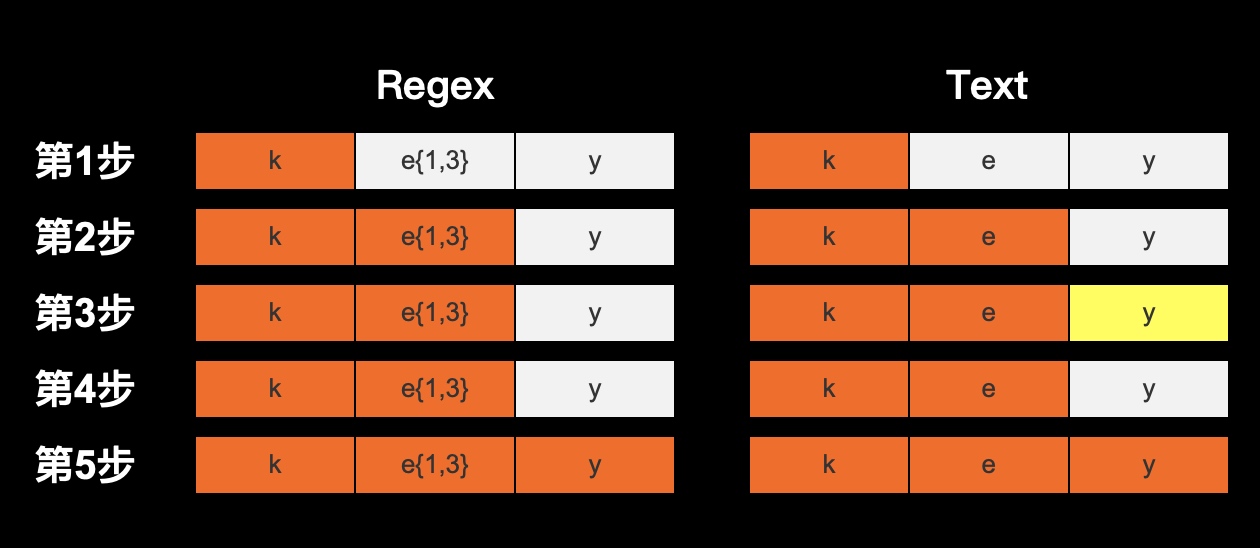 Regex Text
第1步 k e{1,3} y k e y
第2步 k e{1,3} y k e y
第3步 k e{1,3} y k e y
第4步 k e{1,3} y k e y
第5步 k e{1,3} y k e y